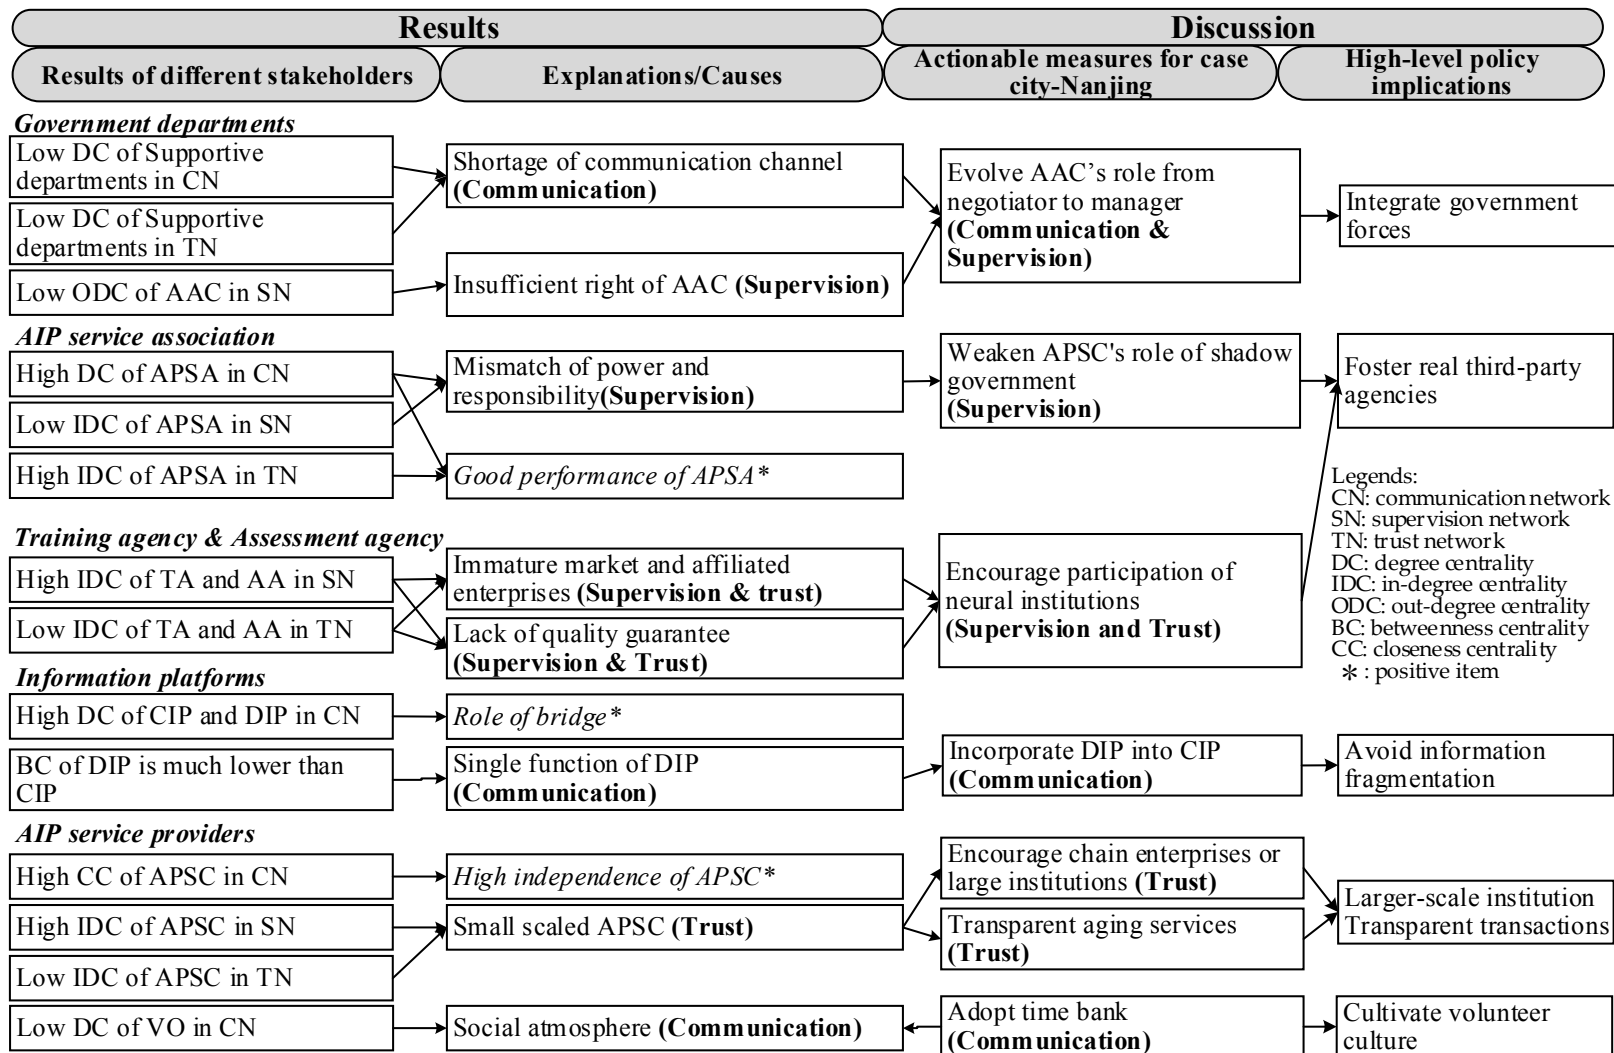 Results
Discussion
Results of different stakeholders
Explanations/Causes
Actionable measures for case
city-Nanjing
High-level policy
implications
Government departments
Low DC of Supportive
departments in CN
Low DC of Supportive
departments in TN
Low ODC of AAC in SN
Shortage of communication channel
(Communication)
Insufficient right of AAC (Supervision)
Evolve AAC’s role from
negotiator to manager
(Communication &
Supervision)
Integrate government
forces
AIP service association
High DC of APSA in CN
Low IDC of APSA in SN
High IDC of APSA in TN
Mismatch of power and
responsibility(Supervision)
Good performance of APSA*
Weaken APSC's role of shadow
government
(Supervision)
Foster real third-party
agencies
Training agency & Assessment agency
High IDC of TA and AA in SN
Low IDC of TA and AA in TN
Immature market and affiliated
enterprises (Supervision & trust)
Lack of quality guarantee
(Supervision & Trust)
Encourage participation of
neural institutions
(Supervision and Trust)
Legends:
CN: communication network
SN: supervision network
TN: trust network
DC: degree centrality
IDC: in-degree centrality
ODC: out-degree centrality
BC: betweenness centrality
CC: closeness centrality
* : positive item
Information platforms
High DC of CIP and DIP in CN
BC of DIP is much lower than
CIP
Role of bridge*
Single function of DIP
(Communication)
Incorporate DIP into CIP
(Communication)
Avoid information
fragmentation
AIP service providers
High CC of APSC in CN
High IDC of APSC in SN
Low IDC of APSC in TN
Low DC of VO in CN
High independence of APSC*
Small scaled APSC (Trust)
Social atmosphere (Communication)
Encourage chain enterprises or
large institutions (Trust)
Transparent aging services
(Trust)
Adopt time bank
(Communication)
Larger-scale institution
Transparent transactions
Cultivate volunteer
culture